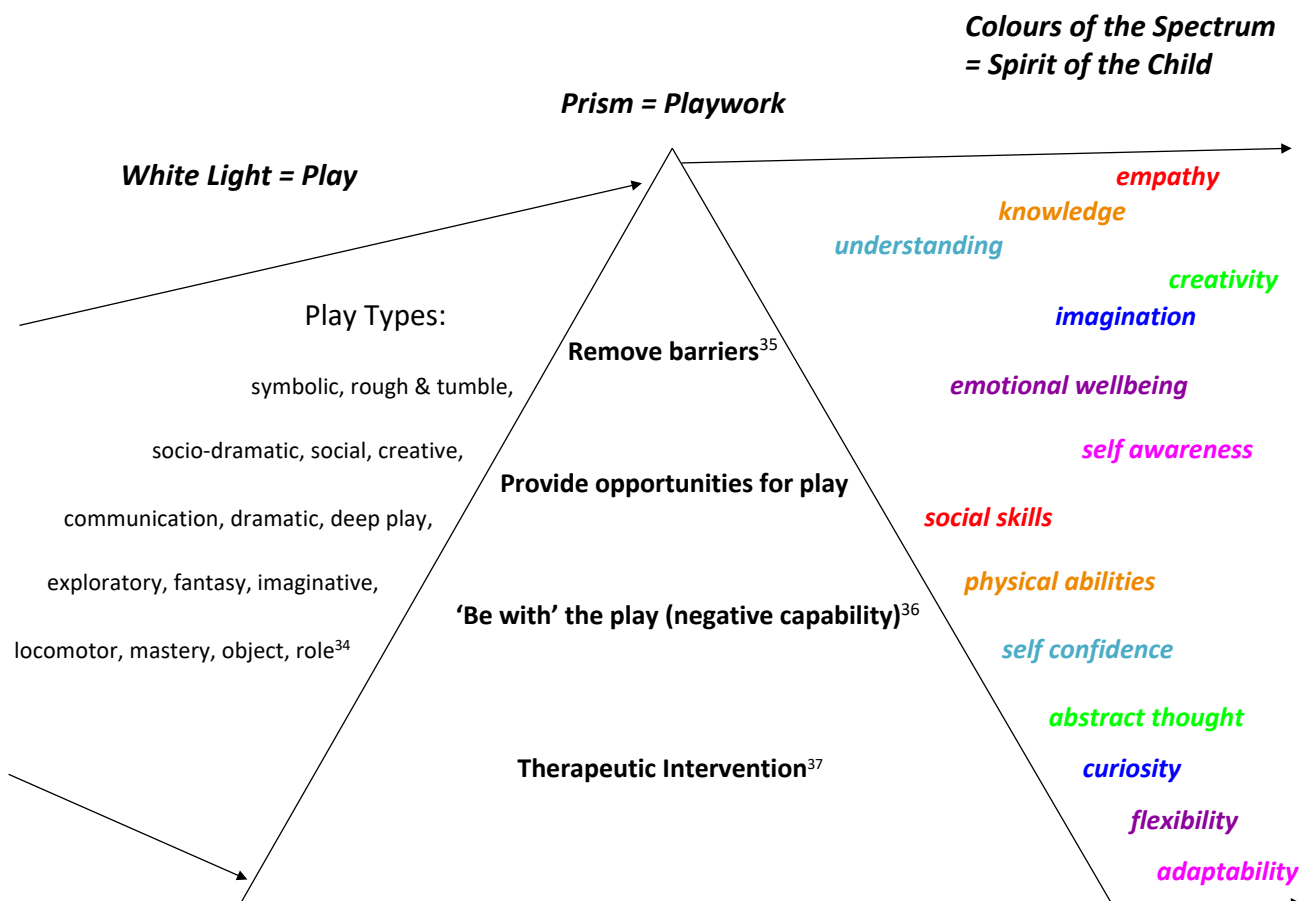 Colours of the Spectrum
= Spirit of the Child
Prism = Playwork
White Light = Play
Play Types:
symbolic, rough & tumble,
socio-dramatic, social, creative,
communication, dramatic, deep play,
exploratory, fantasy, imaginative,
locomotor, mastery, object, role³⁴
Remove barriers³⁵
Provide opportunities for play
‘Be with’ the play (negative capability)³⁶
Therapeutic Intervention³⁷
empathy
knowledge
understanding
creativity
imagination
emotional wellbeing
self awareness
social skills
physical abilities
self confidence
abstract thought
curiosity
flexibility
adaptability